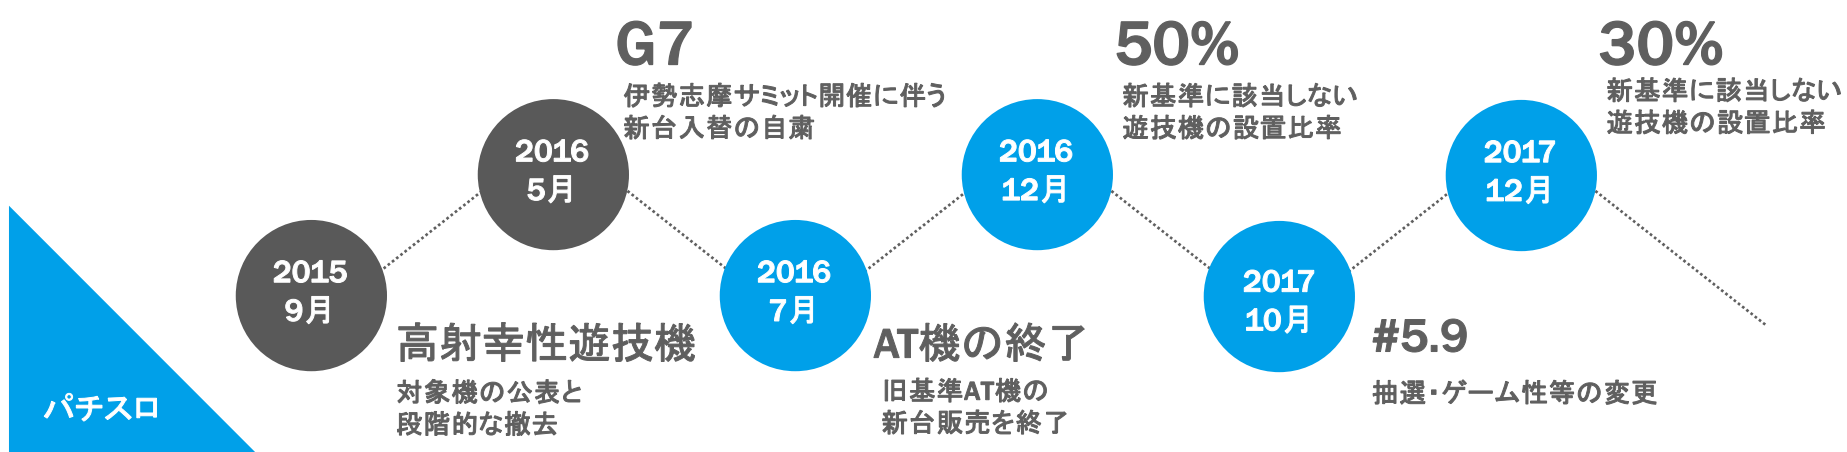 パチスロ
2015
9月
高射幸性遊技機
対象機の公表と
段階的な撤去
2016
5月
G7
伊勢志摩サミット開催に伴う
新台入替の自粛
2016
7月
AT機の終了
旧基準AT機の
新台販売を終了
2016
12月
50%
新基準に該当しない
遊技機の設置比率
2017
10月
#5.9
抽選・ゲーム性等の変更
2017
12月
30%
新基準に該当しない
遊技機の設置比率